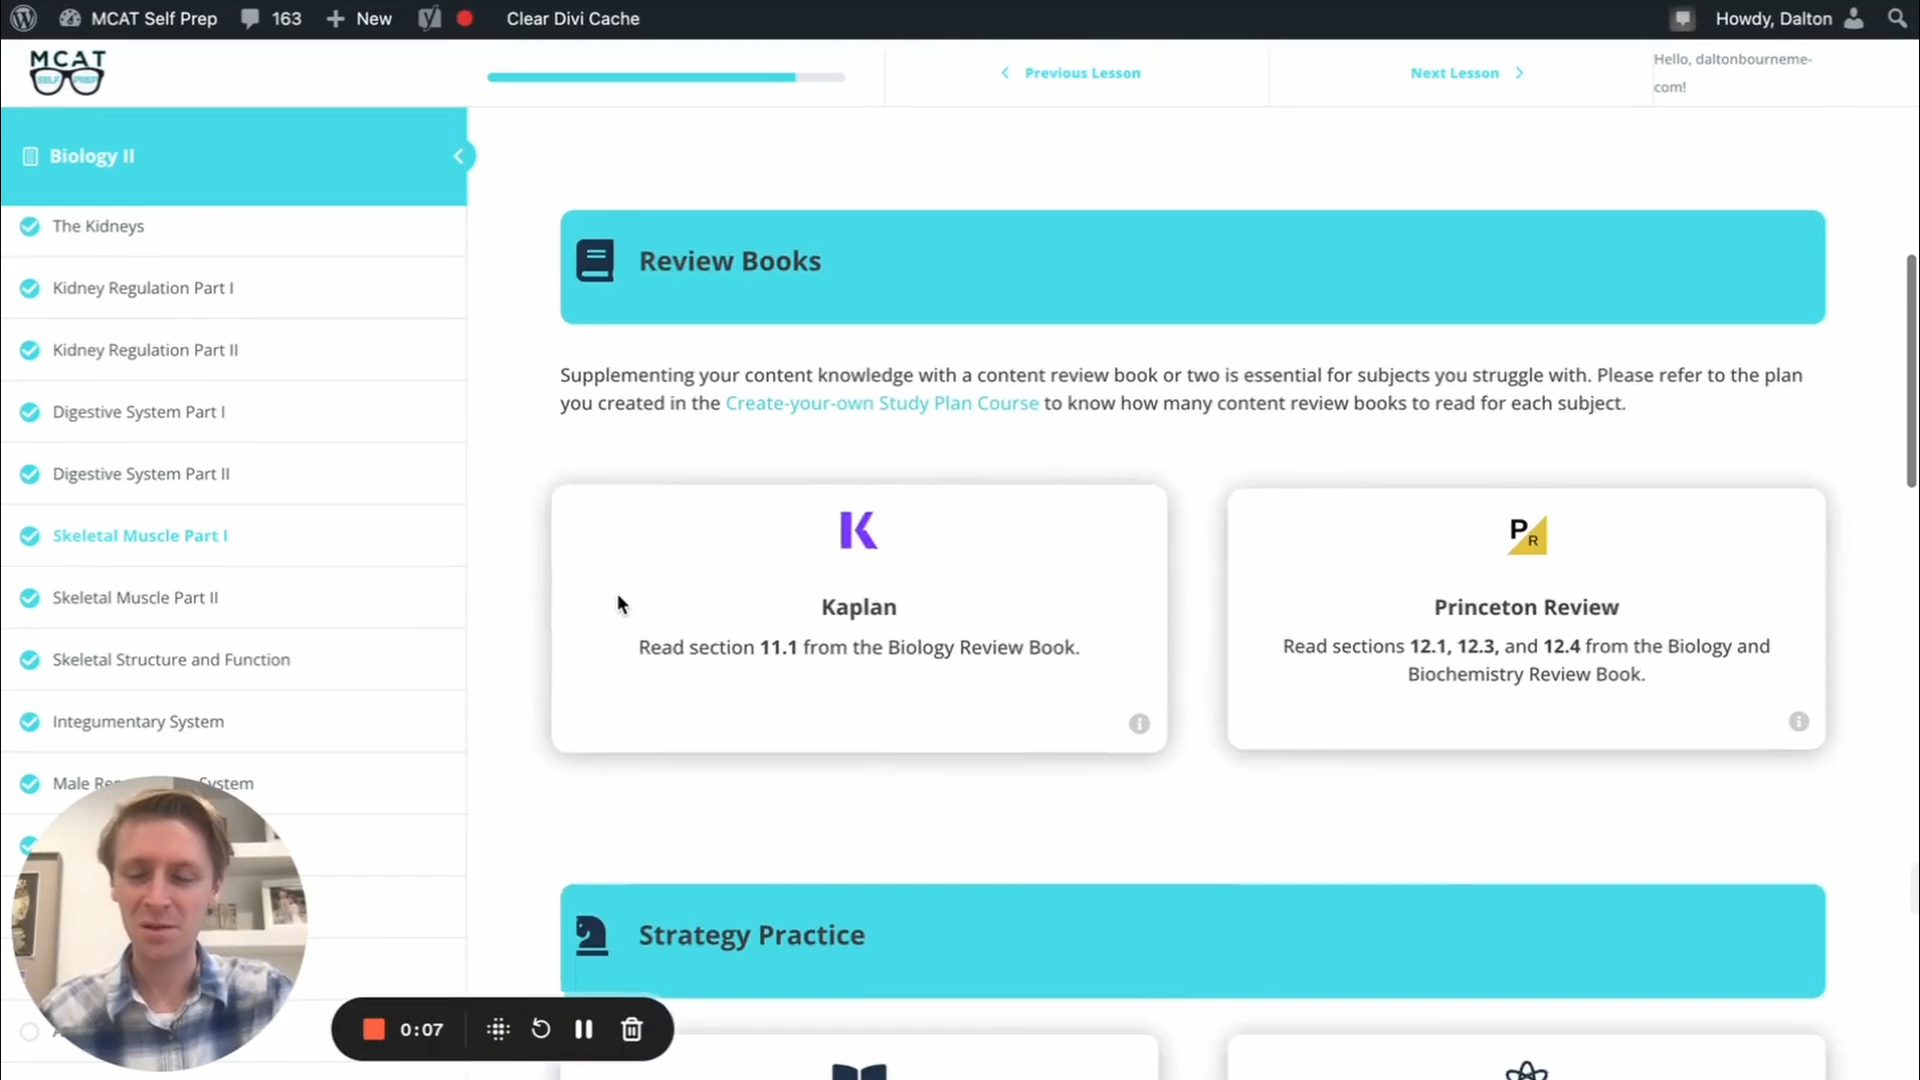 MCAT Self Prep 163 New Clear Divi Cache Howdy, Dalton
MCAT
SELF PREP
Previous Lesson
Next Lesson
Hello, daltonbourneme-
com!
Biology II
The Kidneys
Kidney Regulation Part I
Kidney Regulation Part II
Digestive System Part I
Digestive System Part II
Skeletal Muscle Part I
Skeletal Muscle Part II
Skeletal Structure and Function
Integumentary System
Male Re System
Review Books
Supplementing your content knowledge with a content review book or two is essential for subjects you struggle with. Please refer to the plan
you created in the Create-your-own Study Plan Course to know how many content review books to read for each subject.
K
Kaplan
Read section 11.1 from the Biology Review Book.
P
R
Princeton Review
Read sections 12.1, 12.3, and 12.4 from the Biology and
Biochemistry Review Book.
Strategy Practice
0:07